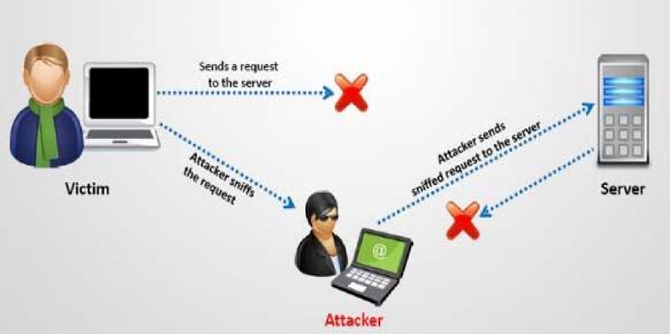 Sends a request
to the server
Victim
Attacker sniffs
the request
Attacker sends
sniffed request to the server
Server
@
Attacker